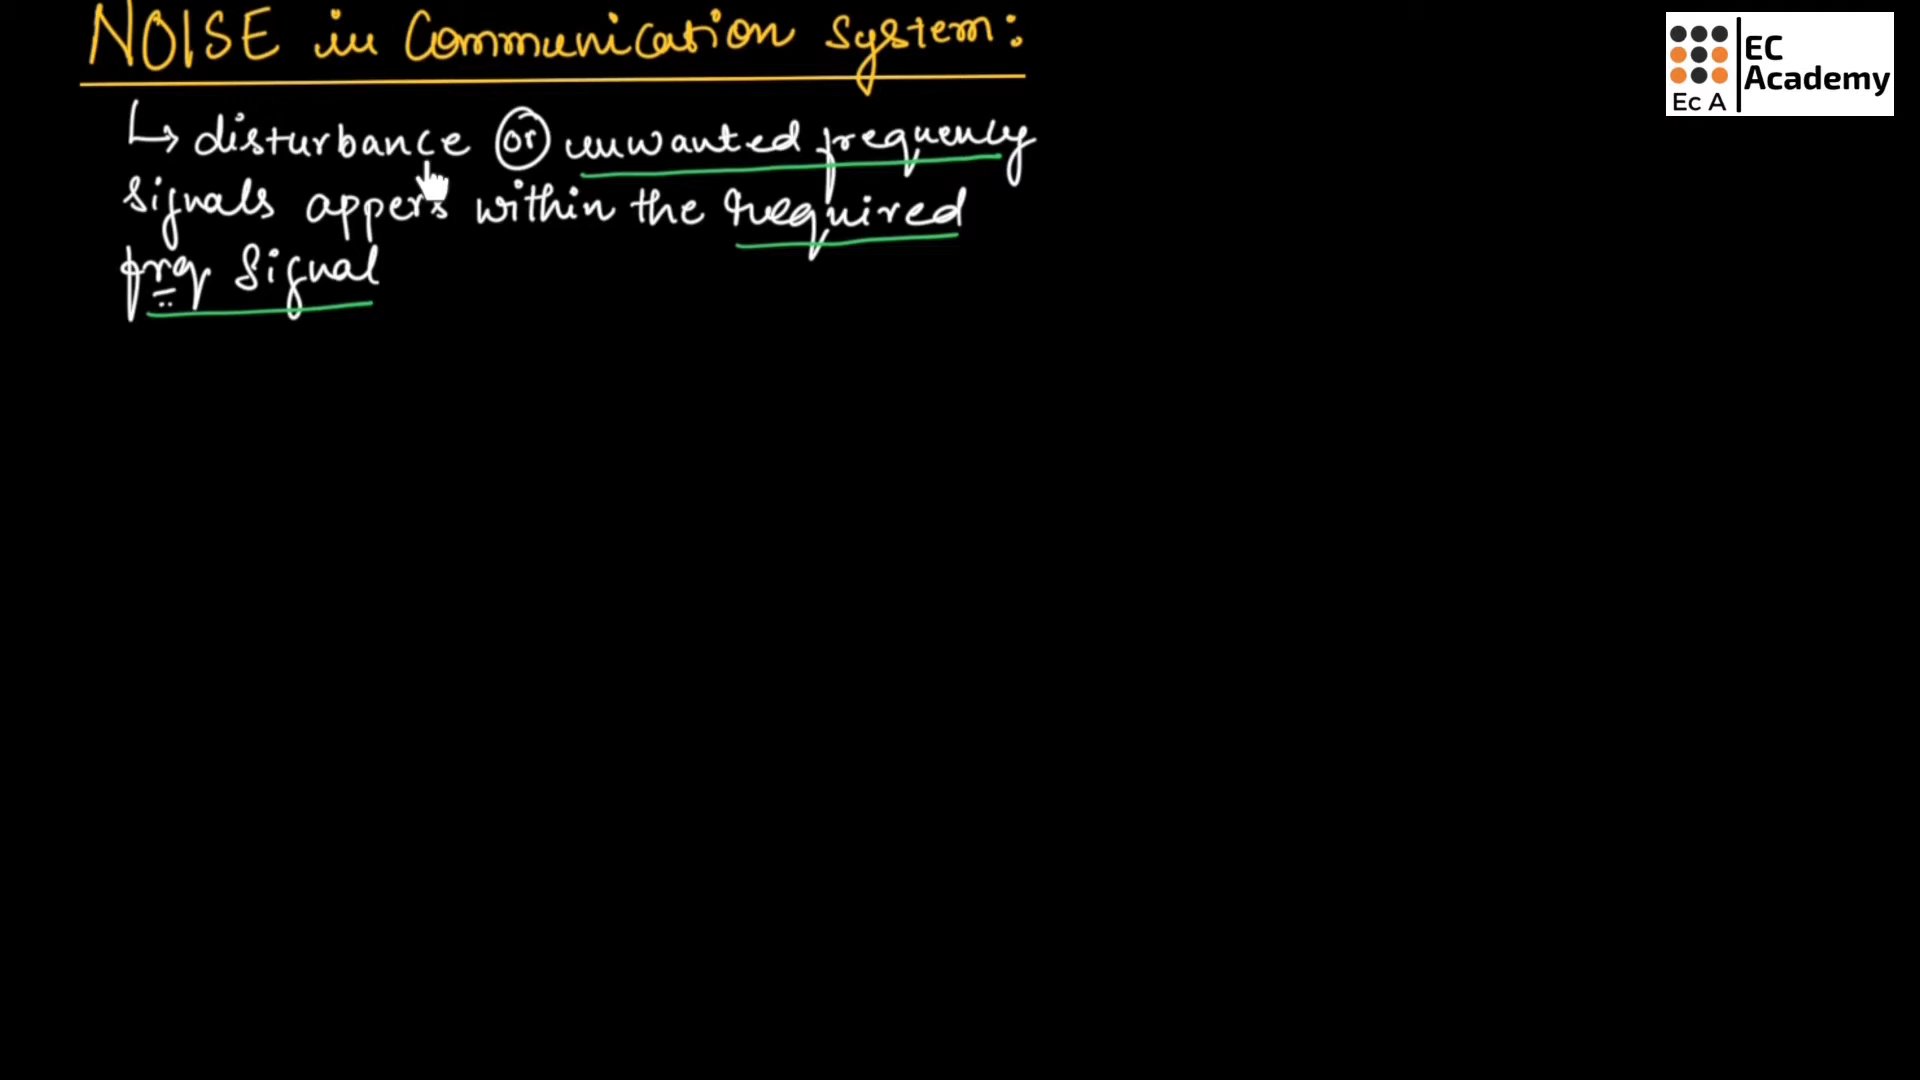 NOISE in Communication System:
↳ disturbance or unwanted frequency
signals appers within the required
frq signal
EC
Academy
Ec A